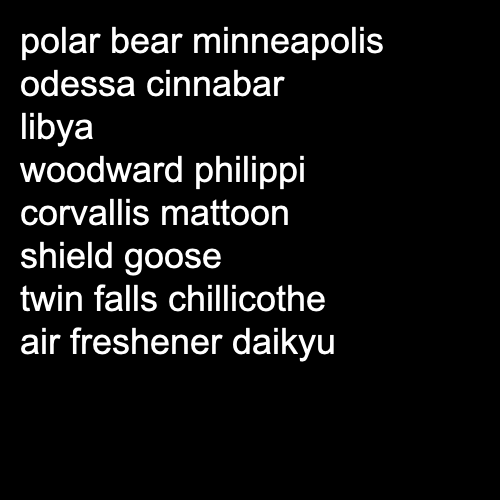 polar bear minneapolis
odessa cinnabar
libya
woodward philippi
corvallis mattoon
shield goose
twin falls chillicothe
air freshener daikyu